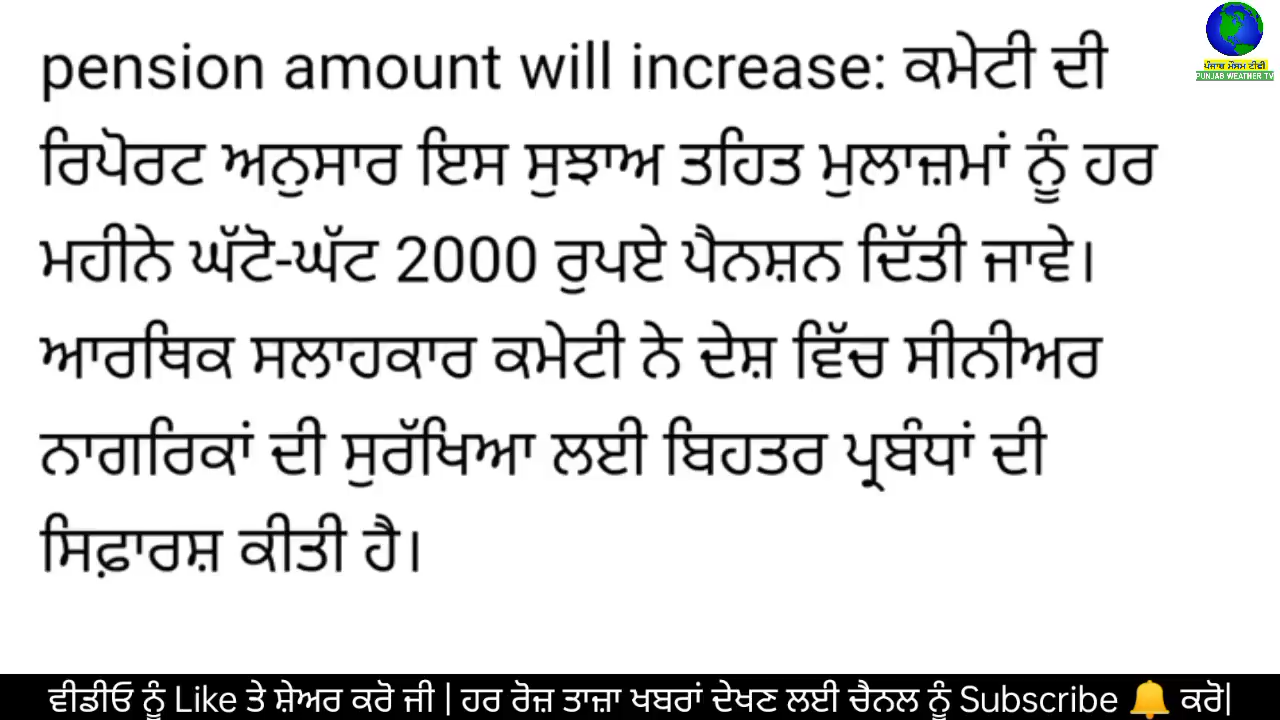 pension amount will increase: ਕਮੇਟੀ ਦੀ
ਰਿਪੋਰਟ ਅਨੁਸਾਰ ਇਸ ਸੁਝਾਅ ਤਹਿਤ ਮੁਲਾਜ਼ਮਾਂ ਨੂੰ ਹਰ
ਮਹੀਨੇ ਘੱਟੋ-ਘੱਟ 2000 ਰੁਪਏ ਪੈਨਸ਼ਨ ਦਿੱਤੀ ਜਾਵੇ।
ਆਰਥਿਕ ਸਲਾਹਕਾਰ ਕਮੇਟੀ ਨੇ ਦੇਸ਼ ਵਿੱਚ ਸੀਨੀਅਰ
ਨਾਗਰਿਕਾਂ ਦੀ ਸੁਰੱਖਿਆ ਲਈ ਬਿਹਤਰ ਪ੍ਰਬੰਧਾਂ ਦੀ
ਸਿਫ਼ਾਰਸ਼ ਕੀਤੀ ਹੈ।
ਪੰਜਾਬ ਮੌਸਮ ਟੀਵੀ
PUNJAB WEATHER TV
ਵੀਡੀਓ ਨੂੰ Like ਤੇ ਸ਼ੇਅਰ ਕਰੋ ਜੀ | ਹਰ ਰੋਜ਼ ਤਾਜ਼ਾ ਖਬਰਾਂ ਦੇਖਣ ਲਈ ਚੈਨਲ ਨੂੰ Subscribe 🔔 ਕਰੋ|